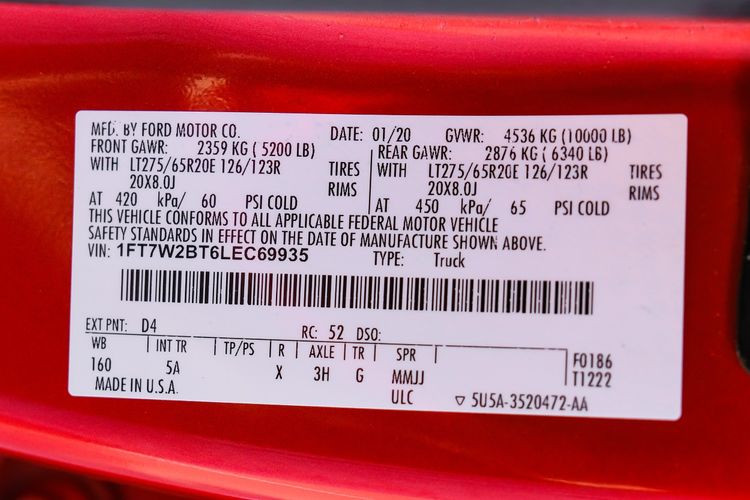 MFD. BY FORD MOTOR CO. DATE: 01/20 GVWR: 4536 KG (10000 LB)
FRONT GAWR: 2359 KG ( 5200 LB) REAR GAWR: 2876 KG ( 6340 LB)
WITH LT275/65R20E 126/123R TIRES WITH LT275/65R20E 126/123R TIRES
20X8.0J RIMS 20X8.0J RIMS
AT 420 kPa/ 60 PSI COLD AT 450 kPa/ 65 PSI COLD
THIS VEHICLE CONFORMS TO ALL APPLICABLE FEDERAL MOTOR VEHICLE
SAFETY STANDARDS IN EFFECT ON THE DATE OF MANUFACTURE SHOWN ABOVE.
VIN: 1FT7W2BT6LEC69935 TYPE: Truck
EXT PNT: D4 RC: 52 DSO:
WB INT TR TP/PS R AXLE TR SPR F0186
160 5A X 3H G MMJJ T1222
MADE IN U.S.A. ULC ▽ 5U5A-3520472-AA